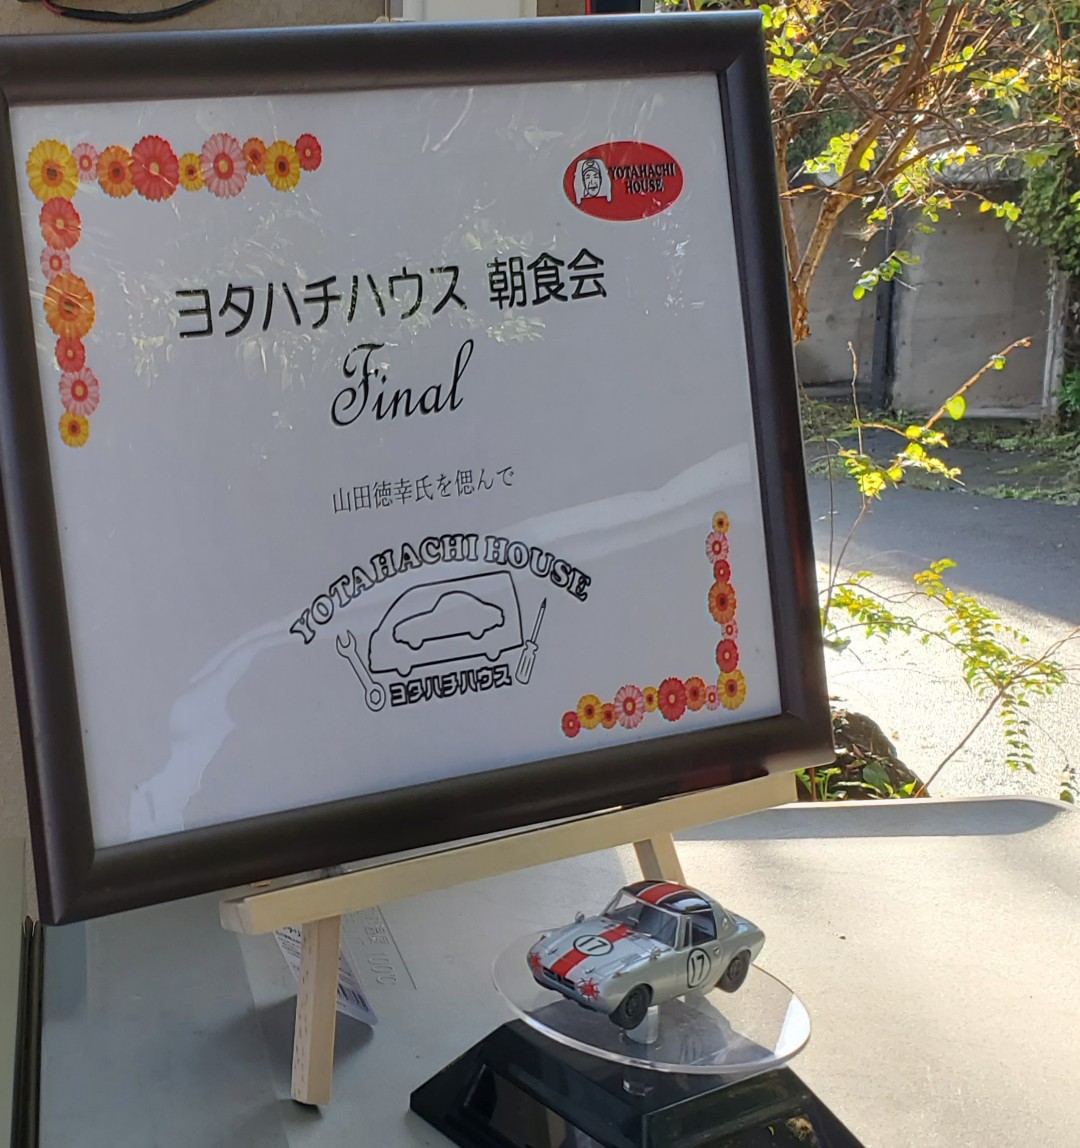 YOTAHACHI
HOUSE
ヨタハチハウス 朝食会
Final
山田徳幸氏を偲んで
YOTAHACHI HOUSE
ヨタハチハウス
17
17